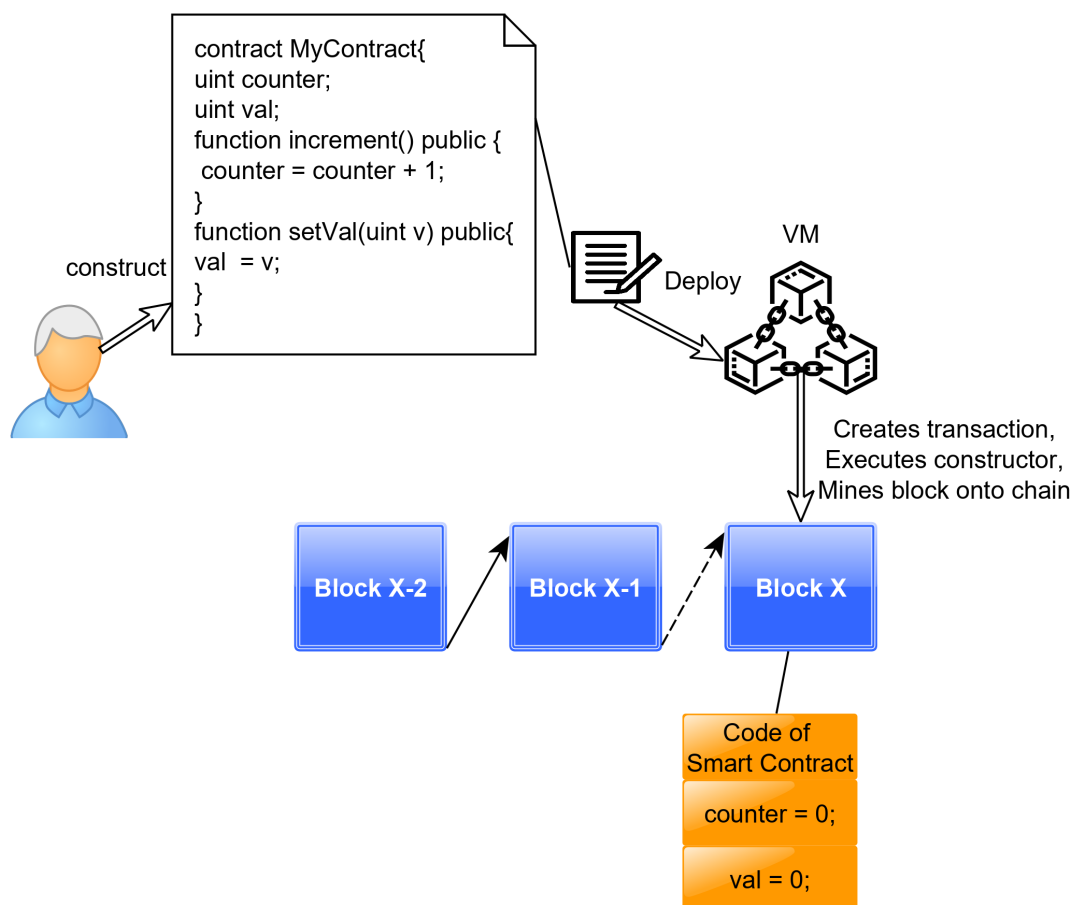 contract MyContract{
uint counter;
uint val;
function increment() public {
 counter = counter + 1;
}
function setVal(uint v) public{
val  = v;
}
}
construct
VM
Deploy
Creates transaction,
Executes constructor,
Mines block onto chain
Block X-2
Block X-1
Block X
Code of
Smart Contract
counter = 0;
val = 0;